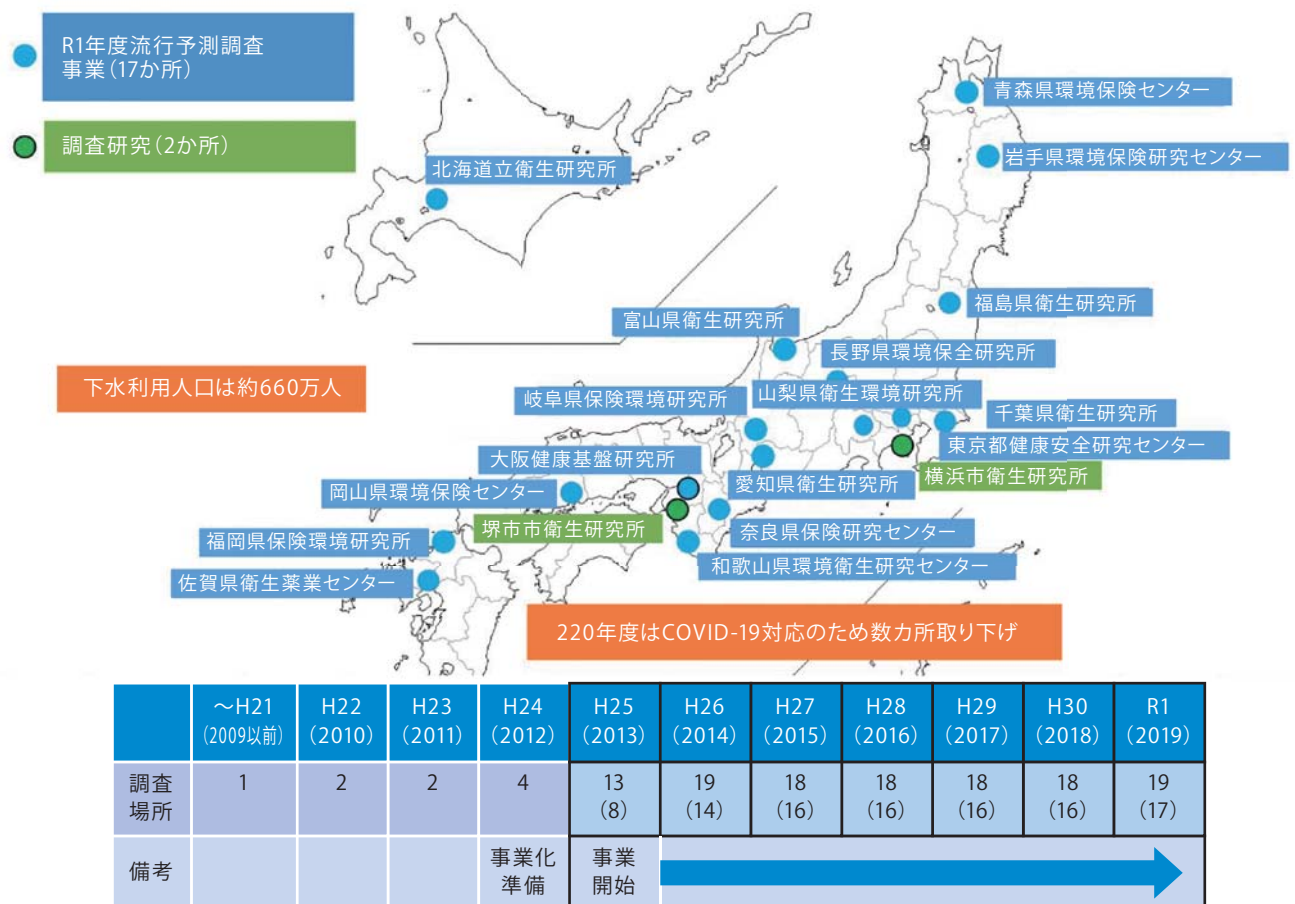 R1年度流行予測調査
事業(17か所)
調査研究(2か所)
北海道立衛生研究所
青森県環境保険センター
岩手県環境保険研究センター
福島県衛生研究所
富山県衛生研究所
長野県環境保全研究所
下水利用人口は約660万人
岐阜県保険環境研究所
山梨県衛生環境研究所
千葉県衛生研究所
東京都健康安全研究センター
大阪健康基盤研究所
愛知県衛生研究所
横浜市衛生研究所
岡山県環境保険センター
堺市市衛生研究所
奈良県保険研究センター
福岡県保険環境研究所
和歌山県環境衛生研究センター
佐賀県衛生薬業センター
220年度はCOVID-19対応のため数カ所取り下げ
～H21 H22 H23 H24 H25 H26 H27 H28 H29 H30 R1
(2009以前) (2010) (2011) (2012) (2013) (2014) (2015) (2016) (2017) (2018) (2019)
調査 1 2 2 4 13 19 18 18 18 18 19
場所 (8) (14) (16) (16) (16) (16) (17)
備考 事業化 事業
準備 開始